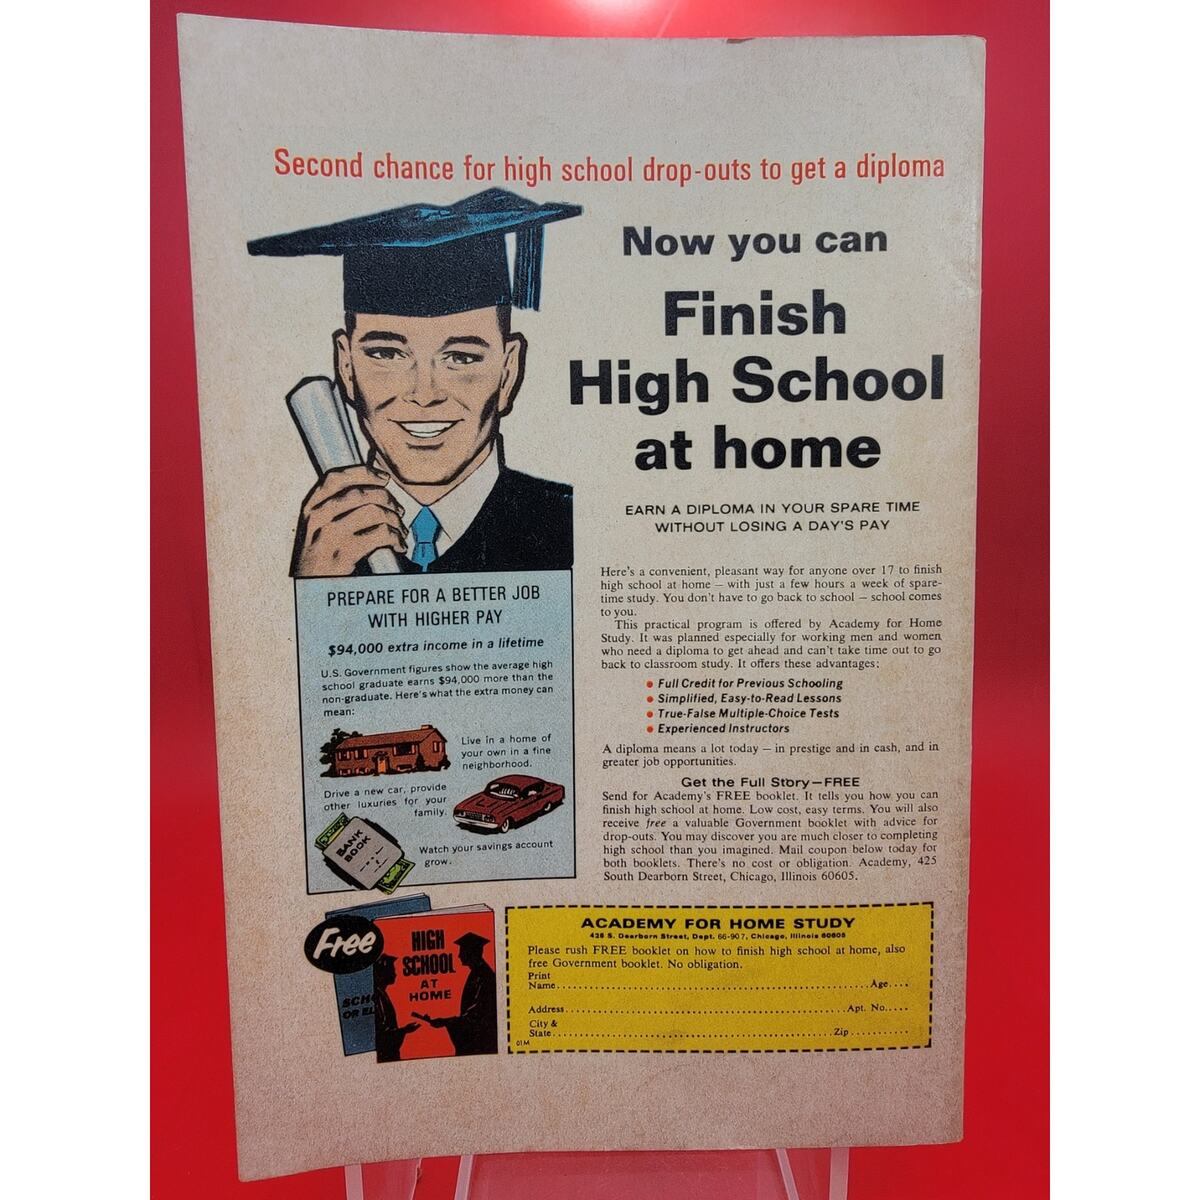 Second chance for high school drop-outs to get a diploma
Now you can
Finish
High School
at home
EARN A DIPLOMA IN YOUR SPARE TIME
WITHOUT LOSING A DAY'S PAY
Here's a convenient, pleasant way for anyone over 17 to finish
high school at home — with just a few hours a week of spare-
time study. You don't have to go back to school — school comes
to you.
This practical program is offered by Academy for Home
Study. It was planned especially for working men and women
who need a diploma to get ahead and can't take time out to go
back to classroom study. It offers these advantages:
• Full Credit for Previous Schooling
• Simplified, Easy-to-Read Lessons
• True-False Multiple-Choice Tests
• Experienced Instructors
A diploma means a lot today — in prestige and in cash, and in
greater job opportunities.
Get the Full Story—FREE
Send for Academy's FREE booklet. It tells you how you can
finish high school at home. Low cost, easy terms. You will also
receive free a valuable Government booklet with advice for
drop-outs. You may discover you are much closer to completing
high school than you imagined. Mail coupon below today for
both booklets. There's no cost or obligation. Academy, 425
South Dearborn Street, Chicago, Illinois 60605.
PREPARE FOR A BETTER JOB
WITH HIGHER PAY
$94,000 extra income in a lifetime
U.S. Government figures show the average high
school graduate earns $94,000 more than the
non-graduate. Here's what the extra money can
mean:
Live in a home of
your own in a fine
neighborhood.
Drive a new car, provide
other luxuries for your
family.
BANK
BOOK
Watch your savings account
grow.
Free
SCH
OR EL
HIGH
SCHOOL
AT
HOME
ACADEMY FOR HOME STUDY
425 S. Dearborn Street, Dept. 66-907, Chicago, Illinois 60605
Please rush FREE booklet on how to finish high school at home, also
free Government booklet. No obligation.
Print
Name.......................................................Age....
Address.......................................................Apt. No.....
City &
State.......................................................Zip...........
01M